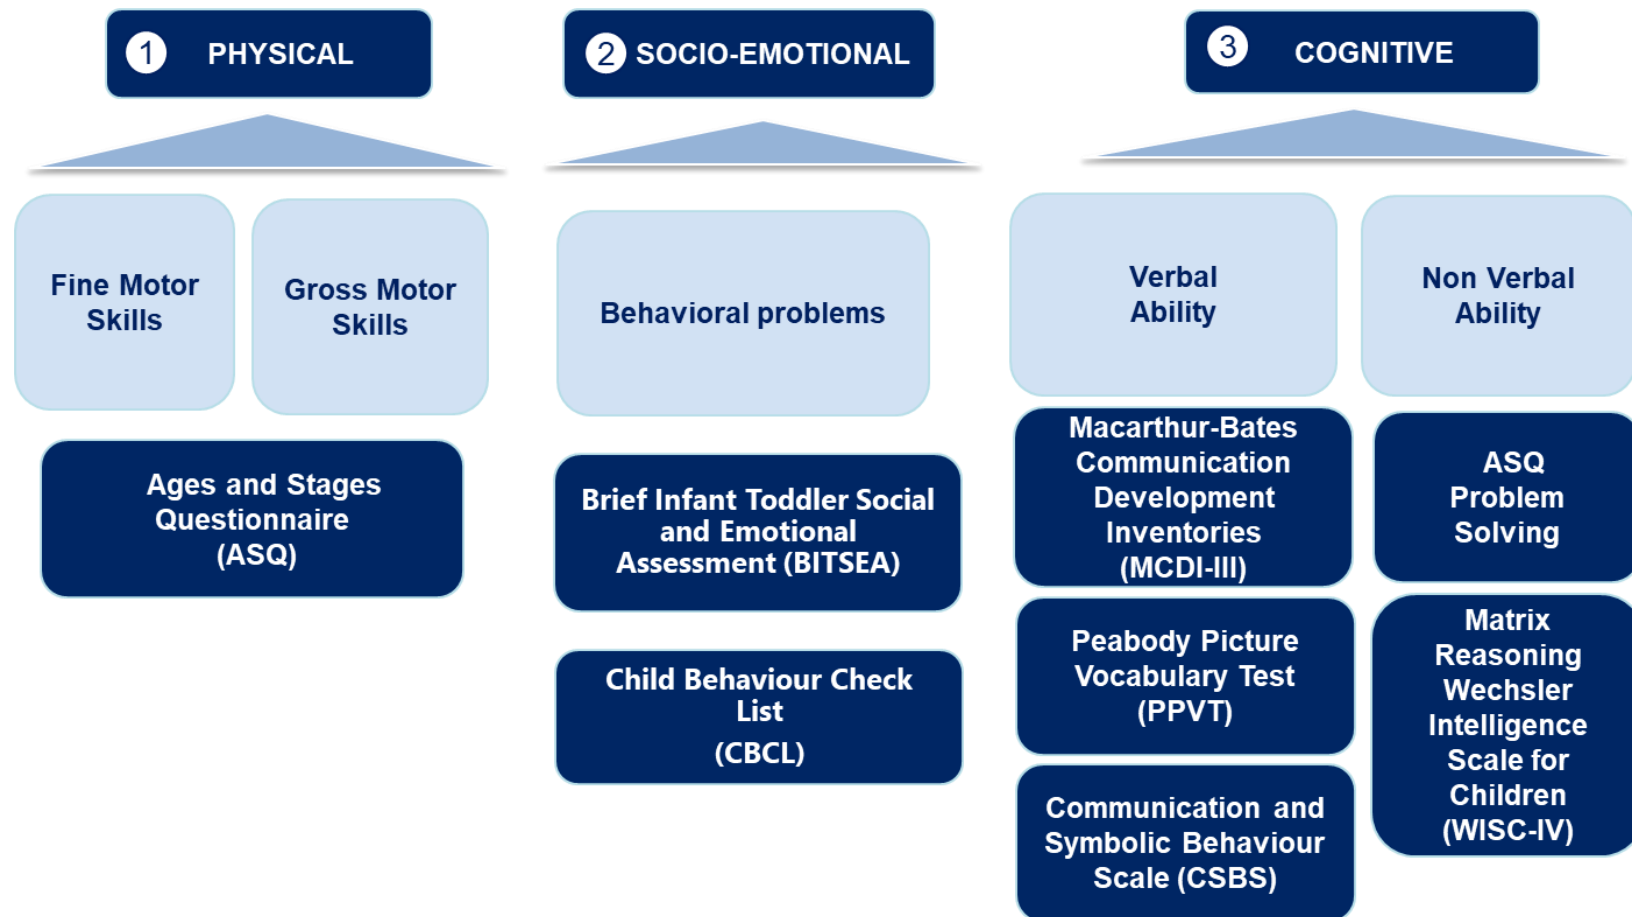 1 PHYSICAL
Fine Motor
Skills
Gross Motor
Skills
Ages and Stages
Questionnaire
(ASQ)
2 SOCIO-EMOTIONAL
Behavioral problems
Brief Infant Toddler Social
and Emotional
Assessment (BITSEA)
Child Behaviour Check
List
(CBCL)
3 COGNITIVE
Verbal
Ability
Macarthur-Bates
Communication
Development
Inventories
(MCDI-III)
Peabody Picture
Vocabulary Test
(PPVT)
Communication and
Symbolic Behaviour
Scale (CSBS)
Non Verbal
Ability
ASQ
Problem
Solving
Matrix
Reasoning
Wechsler
Intelligence
Scale for
Children
(WISC-IV)